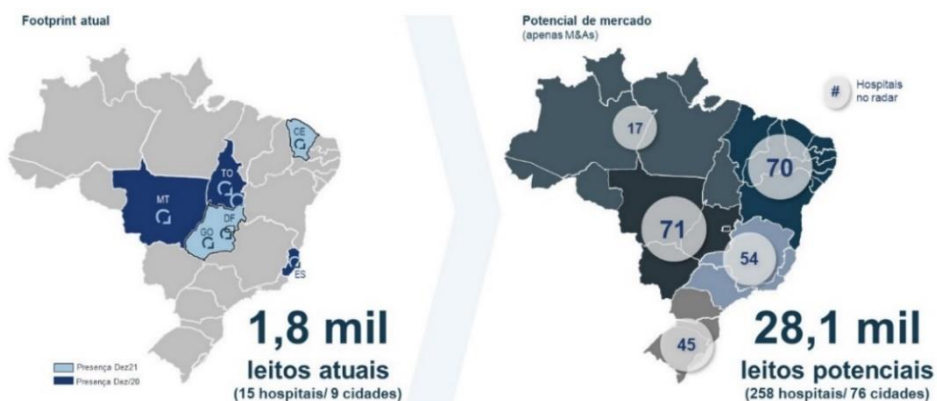 Footprint atual
CE
TO
MT
DF
GO
ES
Presença Dez21
Presença Dez/20
1,8 mil
leitos atuais
(15 hospitais/ 9 cidades)
Potencial de mercado
(apenas M&As)
#
Hospitais
no radar
17
70
71
54
45
28,1 mil
leitos potenciais
(258 hospitais/ 76 cidades)